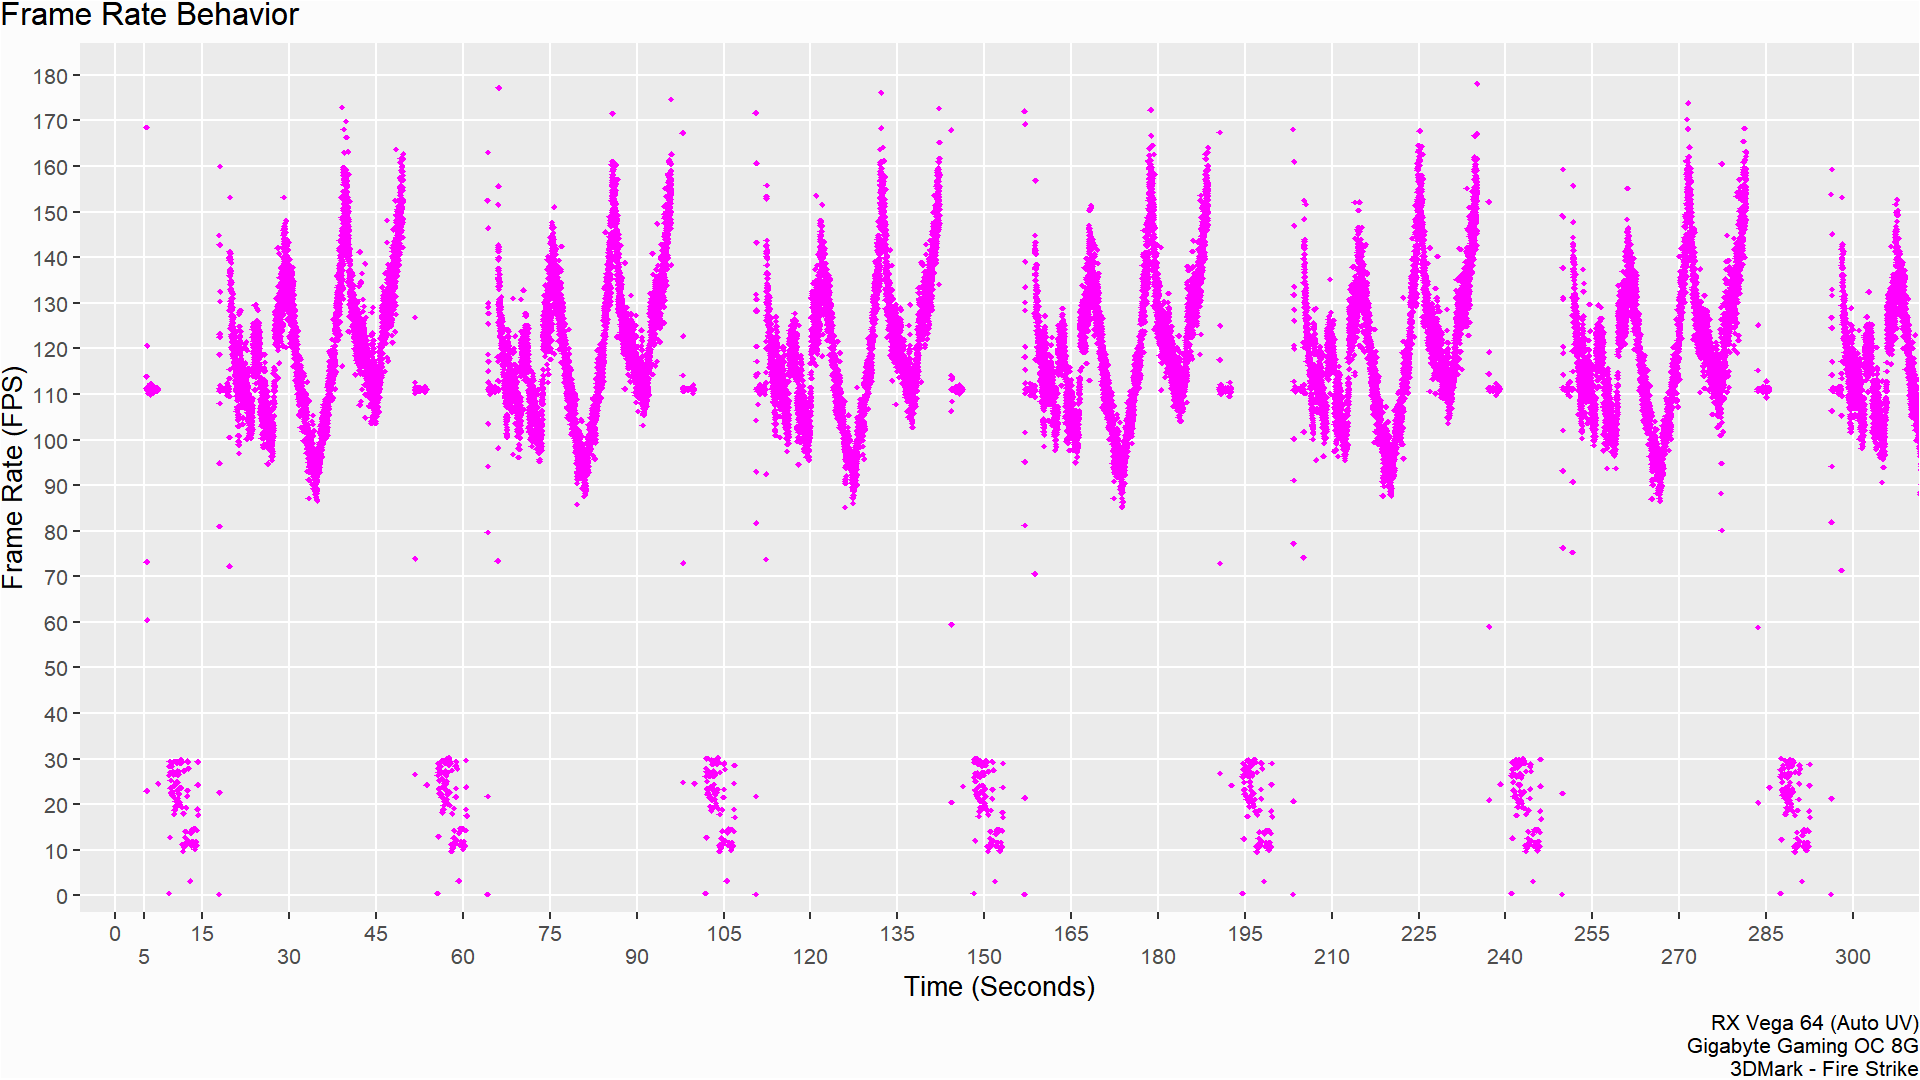 Frame Rate Behavior
Frame Rate (FPS)
180
170
160
150
140
130
120
110
100
90
80
70
60
50
40
30
20
10
0
0 15 45 75 105 135 165 195 225 255 285
5 30 60 90 120 150 180 210 240 270 300
Time (Seconds)
RX Vega 64 (Auto UV)
Gigabyte Gaming OC 8G
3DMark - Fire Strike